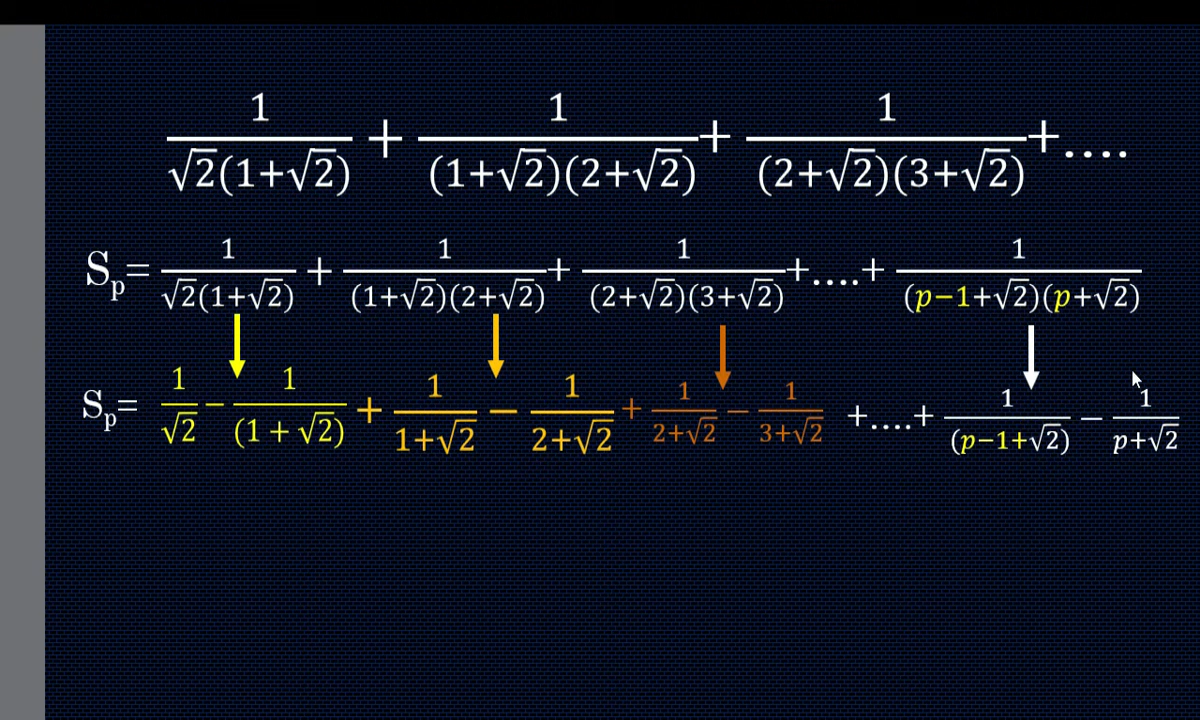 1/(√2(1+√2)) + 1/((1+√2)(2+√2)) + 1/((2+√2)(3+√2)) + ....
Sₚ= 1/(√2(1+√2)) + 1/((1+√2)(2+√2)) + 1/((2+√2)(3+√2)) +....+ 1/((p−1+√2)(p+√2))
Sₚ= 1/√2 − 1/(1 + √2) + 1/(1+√2) − 1/(2+√2) + 1/(2+√2) − 1/(3+√2) +....+ 1/(p−1+√2) − 1/(p+√2)